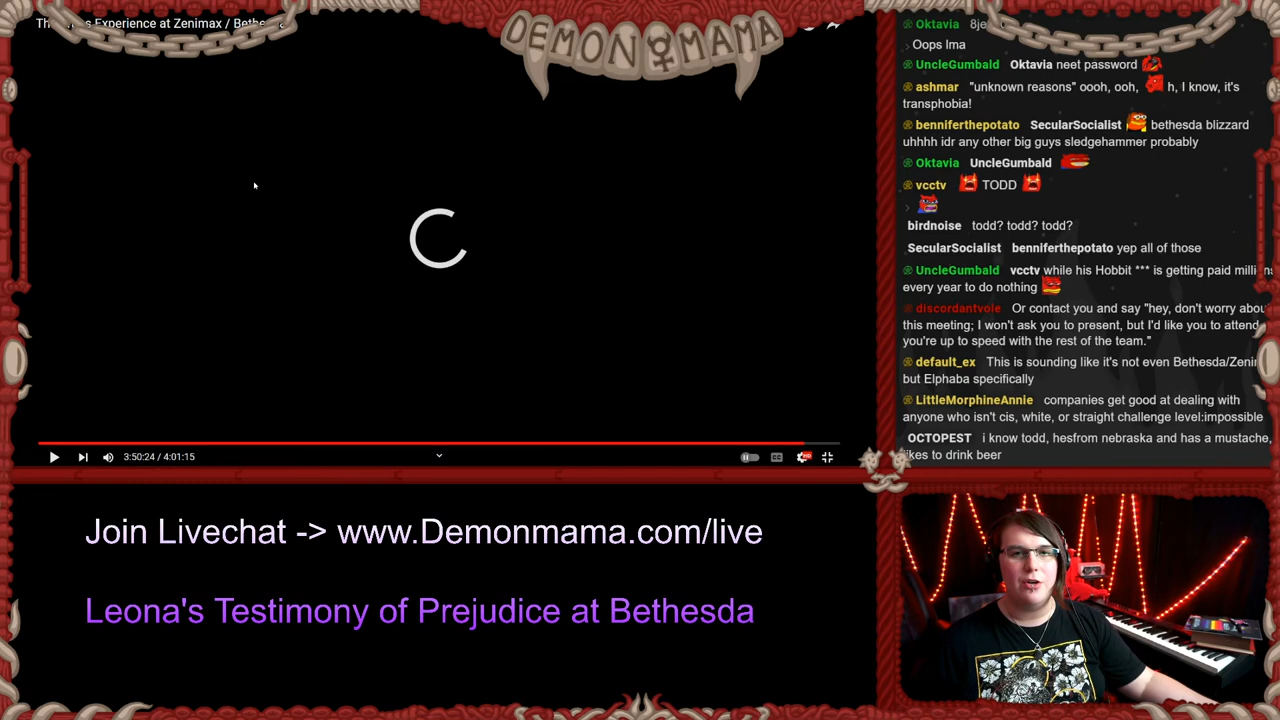 Experience at Zenimax / Bethesda
DEMON MAMA
Oktavia
Oops Ima
UncleGumbald Oktavia neet password
ashmar "unknown reasons" oooh, ooh, h, I know, it's
transphobia!
benniferthepotato SecularSocialist bethesda blizzard
uhhhh idr any other big guys sledgehammer probably
Oktavia UncleGumbald
vcctv TODD
birdnoise todd? todd? todd?
SecularSocialist benniferthepotato yep all of those
UncleGumbald vcctv while his Hobbit *** is getting paid
every year to do nothing
discordantvole Or contact you and say "hey, don't worry
this meeting; I won't ask you to present, but I'd like you to attend
you're up to speed with the rest of the team."
default_ex This is sounding like it's not even
but Elphaba specifically
LittleMorphineAnnie companies get good at dealing with
anyone who isn't cis, white, or straight challenge level:impossible
OCTOPEST i know todd, hesfrom nebraska and has a mustache,
to drink beer
3:50:24 / 4:01:15
CC
HD
Join Livechat -> www.Demonmama.com/live
Leona's Testimony of Prejudice at Bethesda